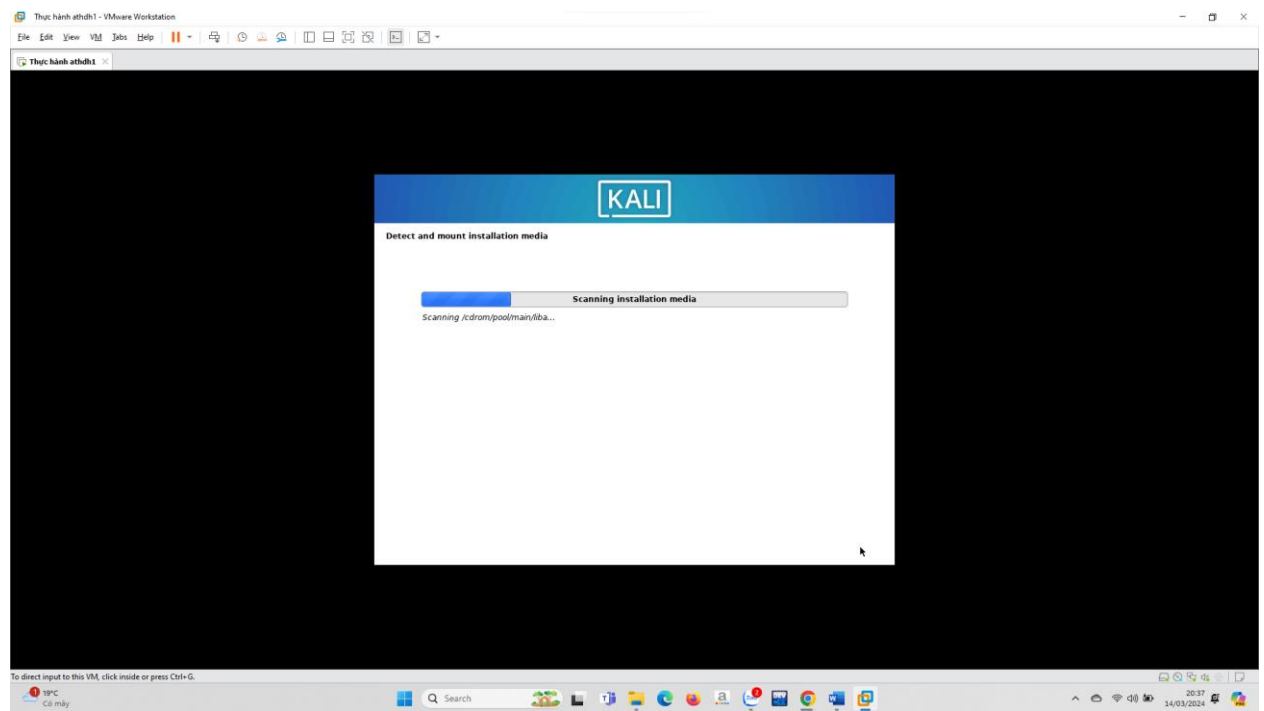 Thực hành athdh1 - VMware Workstation
File Edit View VM Tabs Help
Thực hành athdh1
KALI
Detect and mount installation media
Scanning installation media
Scanning /cdrom/pool/main/liba...
To direct input to this VM, click inside or press Ctrl+G.
1 19°C
Có mây
Search
2
20:37
14/03/2024